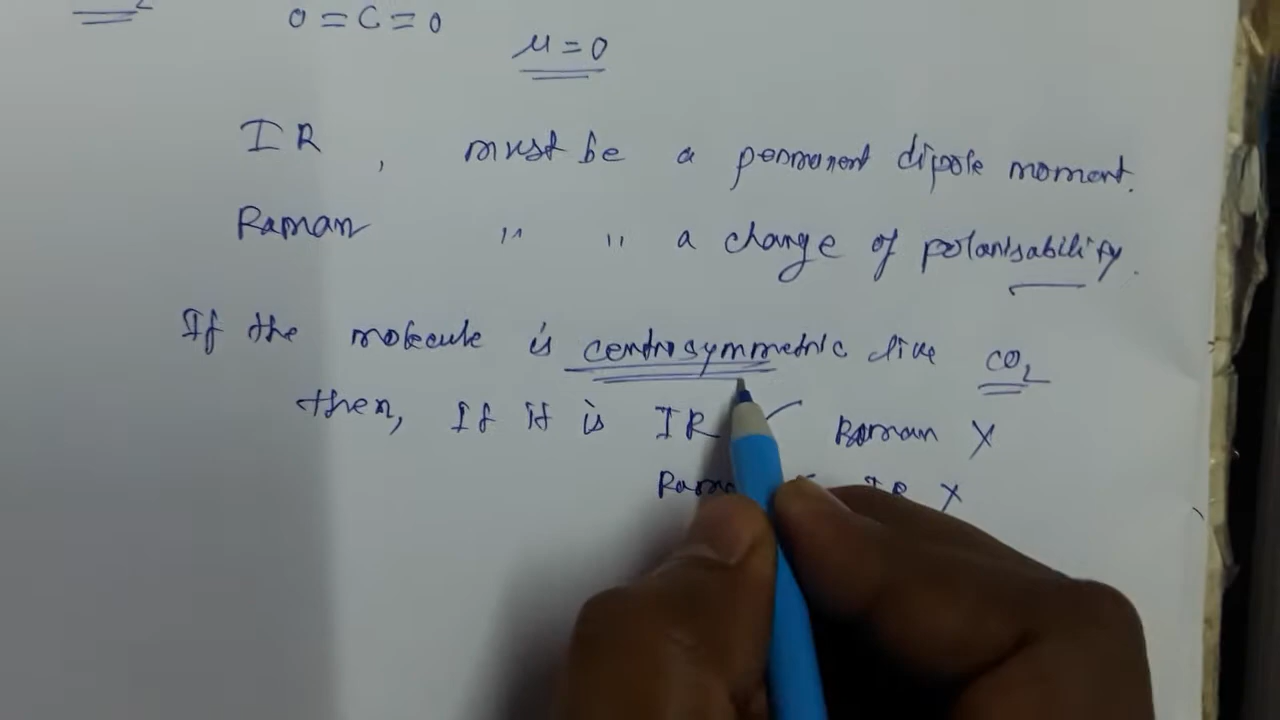 O = C = O
μ = 0
IR , must be a permanent dipole moment.
Raman " " a change of polarisability.
If the molecule is centrosymmetric like CO2
then, If it is IR ✓ Raman X
IR X